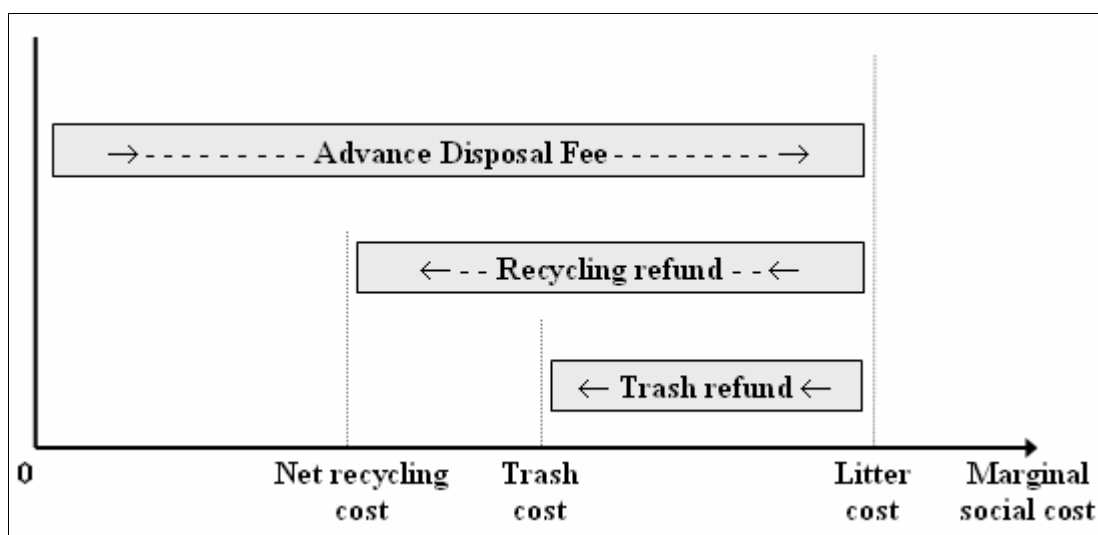 →- - - - - - - - - Advance Disposal Fee- - - - - - - - - →
←- - Recycling refund - -←
← Trash refund ←
0 Net recycling Trash Litter Marginal
cost cost cost social cost